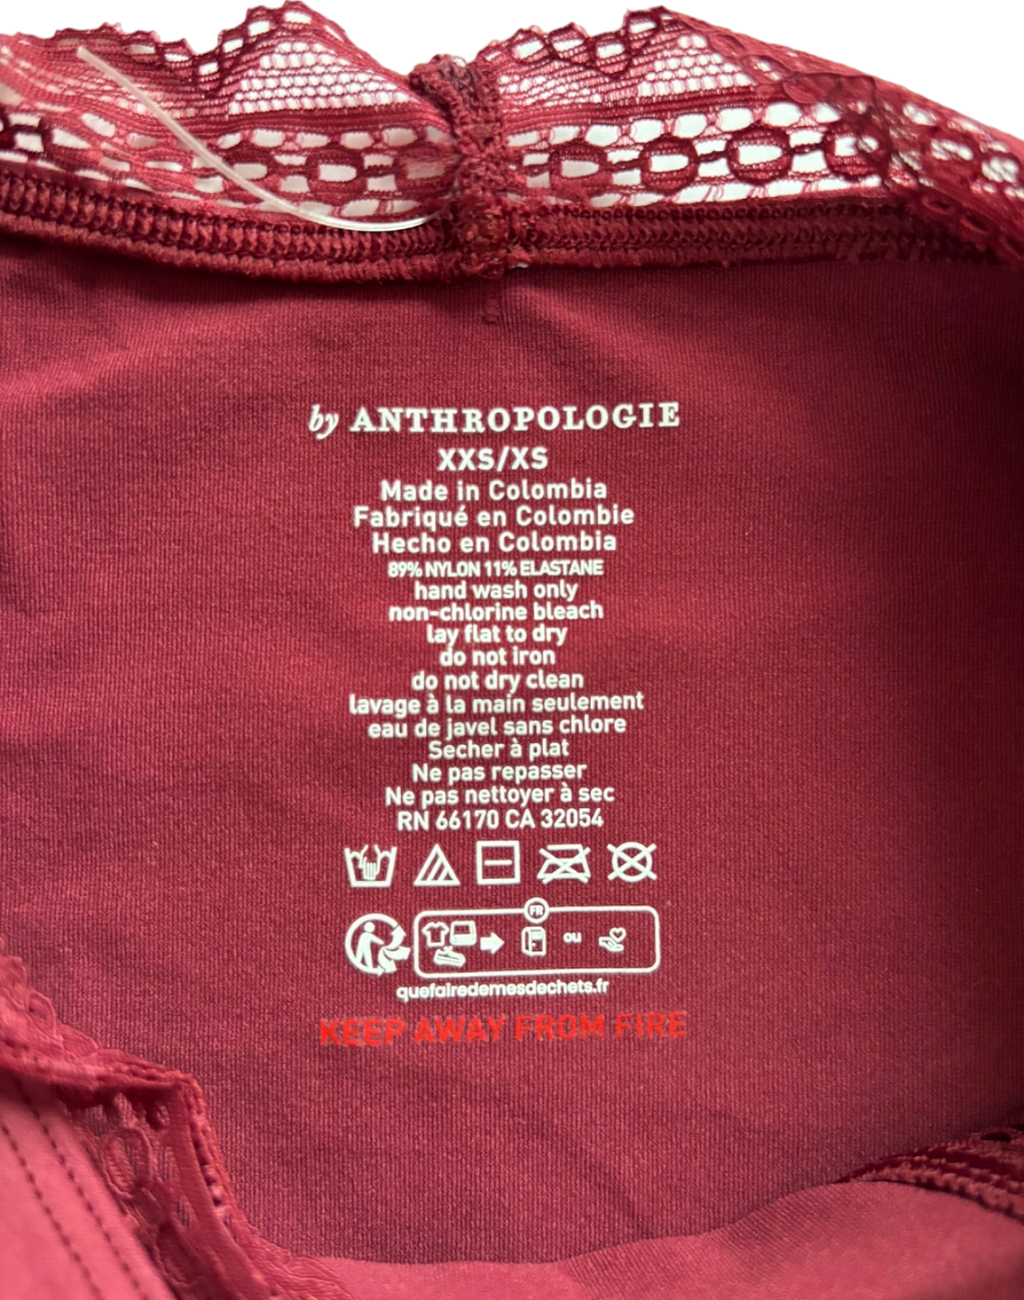 by ANTHROPOLOGIE
XXS/XS
Made in Colombia
Fabriqué en Colombie
Hecho en Colombia
89% NYLON 11% ELASTANE
hand wash only
non-chlorine bleach
lay flat to dry
do not iron
do not dry clean
lavage à la main seulement
eau de javel sans chlore
Secher à plat
Ne pas repasser
Ne pas nettoyer à sec
RN 66170 CA 32054
FR
ou
quefairedemesdechets.fr
KEEP AWAY FROM FIRE